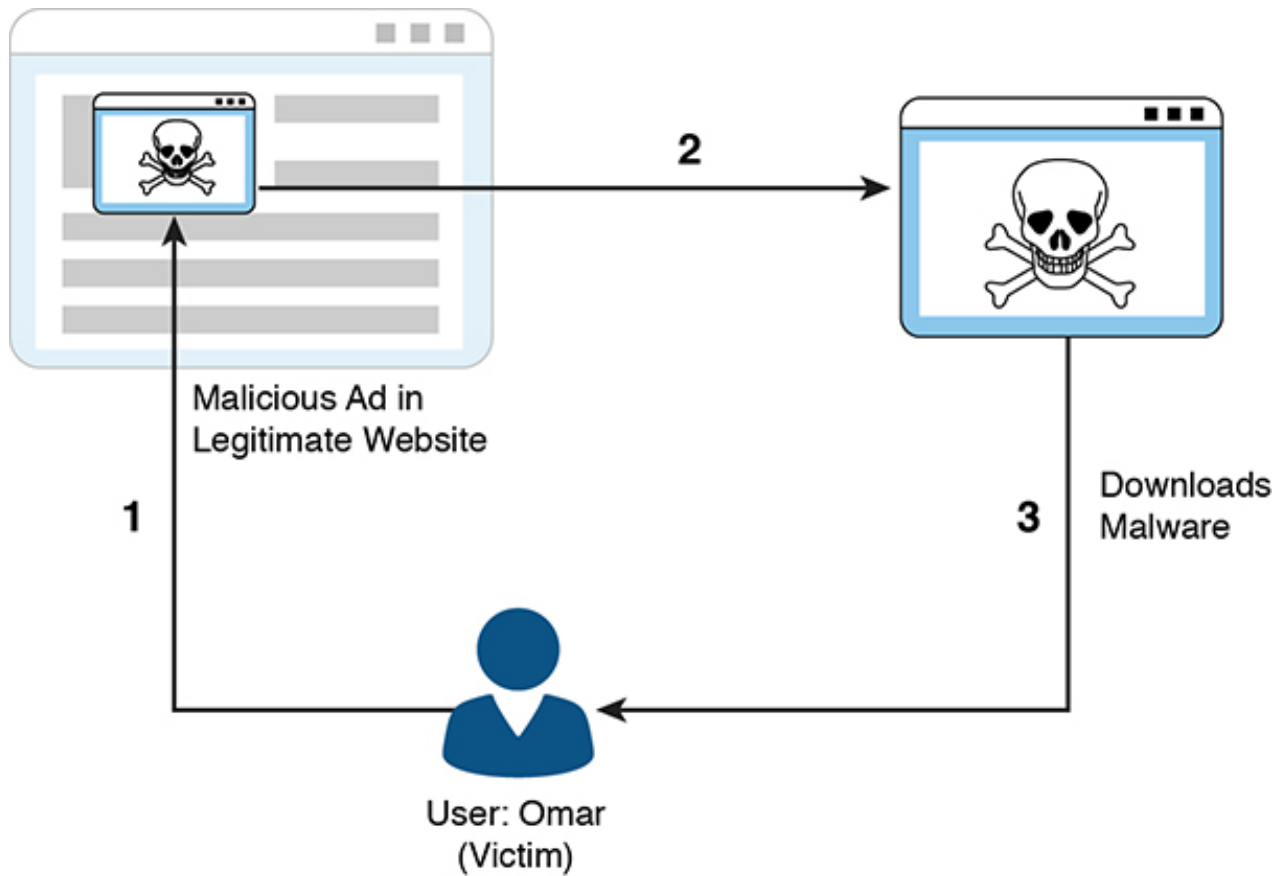 2
Malicious Ad in
Legitimate Website
1
3
Downloads
Malware
User: Omar
(Victim)